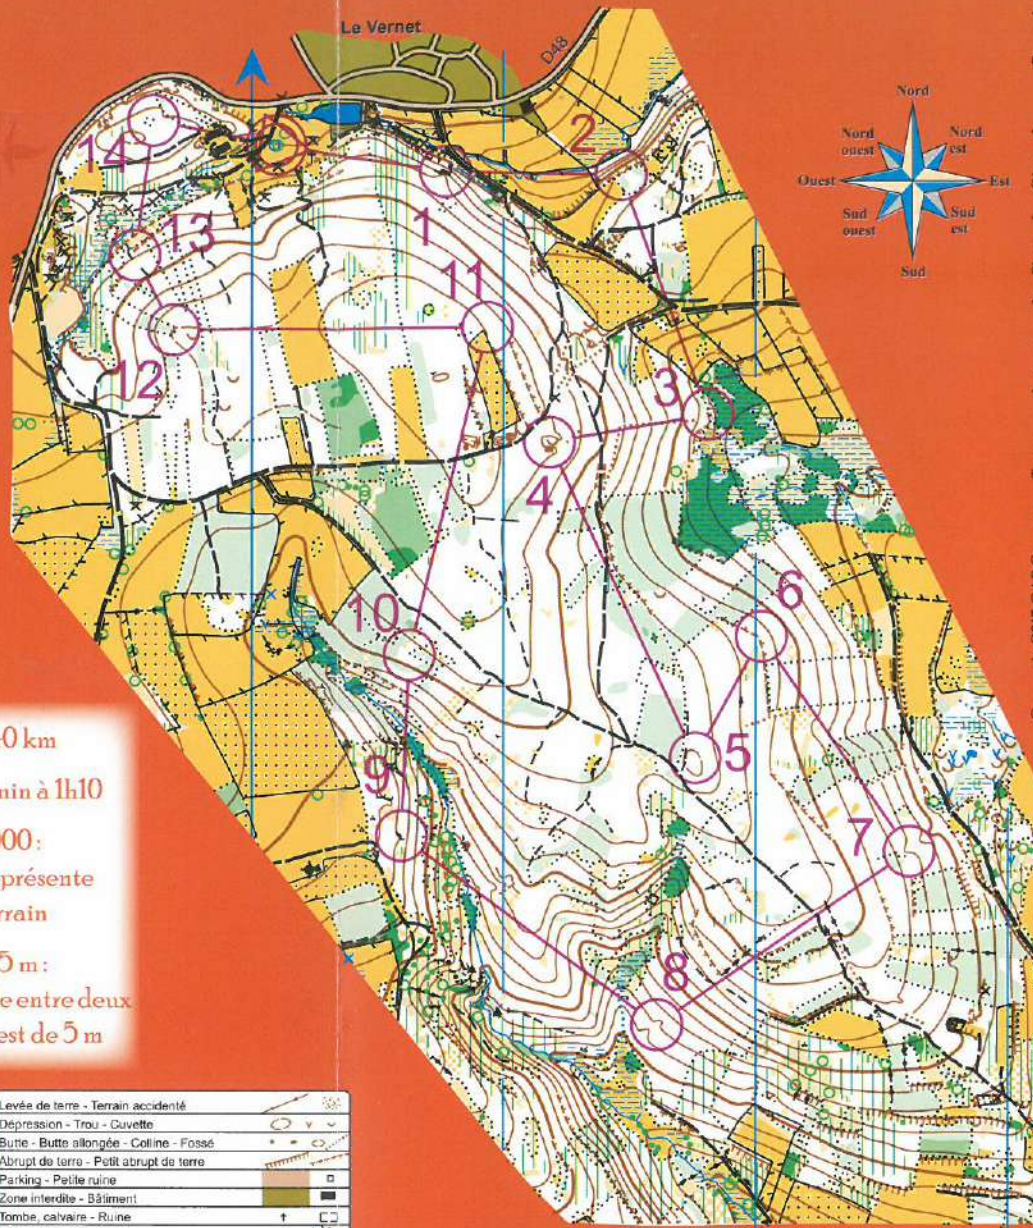 Le Vernet
D48
Nord
Nord
ouest
Nord
est
Ouest
Est
Sud
ouest
Sud
est
Sud
14
2
13
1
11
12
3
4
6
10
5
9
7
8
0 km
min à 1h10
000 :
présente
rrain
5 m :
e entre deux
est de 5 m
Levée de terre - Terrain accidenté
Dépression - Trou - Cuvette
Butte - Butte allongée - Colline - Fossé
Abrupt de terre - Petit abrupt de terre
Parking - Petite ruine
Zone interdite - Bâtiment
Tombe, calvaire - Ruine